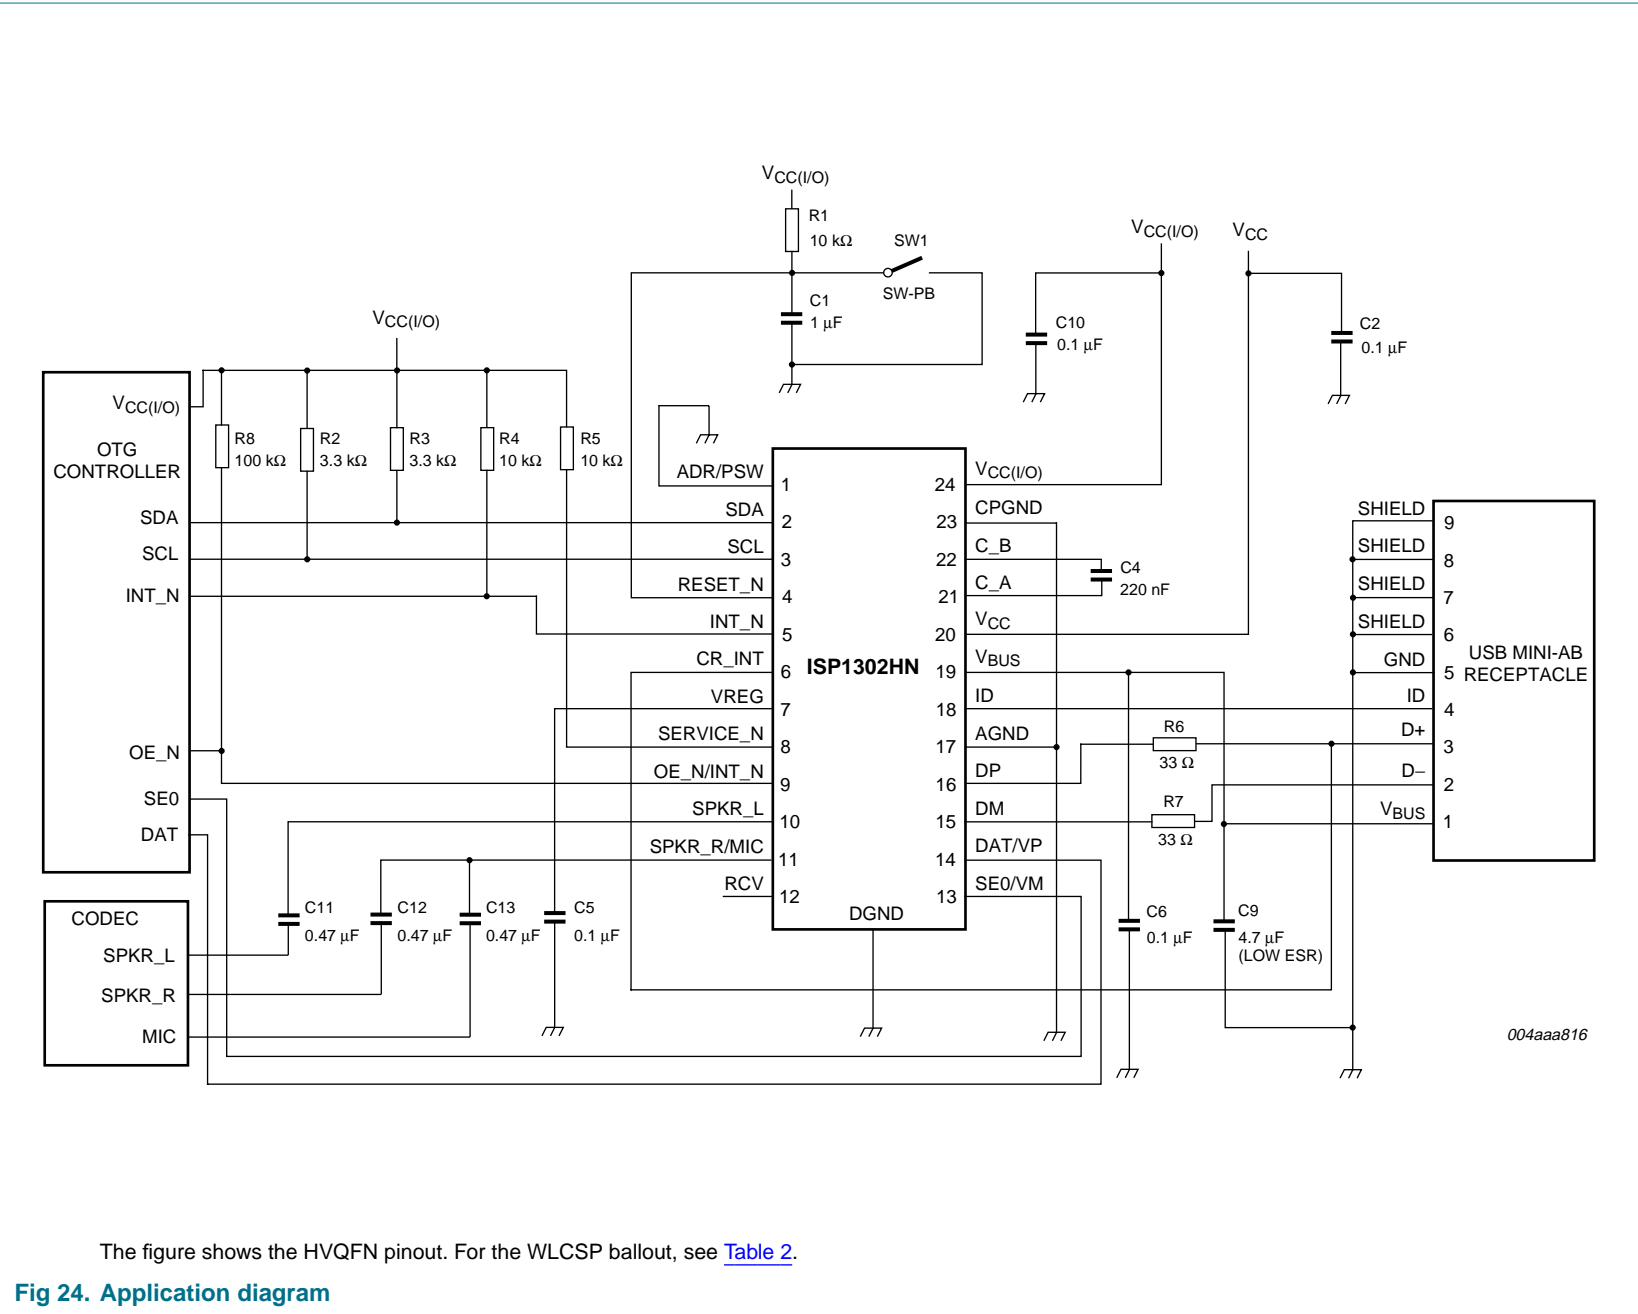 VCC(I/O)
R1
10 kΩ
SW1
SW-PB
C1
1 μF
VCC(I/O)
VCC
C10
0.1 μF
C2
0.1 μF
VCC(I/O)
VCC(I/O)
OTG
CONTROLLER
SDA
SCL
INT_N
OE_N
SE0
DAT
R8
100 kΩ
R2
3.3 kΩ
R3
3.3 kΩ
R4
10 kΩ
R5
10 kΩ
CODEC
SPKR_L
SPKR_R
MIC
C11
0.47 μF
C12
0.47 μF
C13
0.47 μF
C5
0.1 μF
ADR/PSW 1
SDA 2
SCL 3
RESET_N 4
INT_N 5
CR_INT 6
VREG 7
SERVICE_N 8
OE_N/INT_N 9
SPKR_L 10
SPKR_R/MIC 11
RCV 12
ISP1302HN
DGND
24 VCC(I/O)
23 CPGND
22 C_B
21 C_A
20 VCC
19 VBUS
18 ID
17 AGND
16 DP
15 DM
14 DAT/VP
13 SE0/VM
C4
220 nF
R6
33 Ω
R7
33 Ω
C6
0.1 μF
C9
4.7 μF
(LOW ESR)
SHIELD 9
SHIELD 8
SHIELD 7
SHIELD 6
GND 5
ID 4
D+ 3
D− 2
VBUS 1
USB MINI-AB
RECEPTACLE
004aaa816
The figure shows the HVQFN pinout. For the WLCSP ballout, see Table 2.
Fig 24. Application diagram